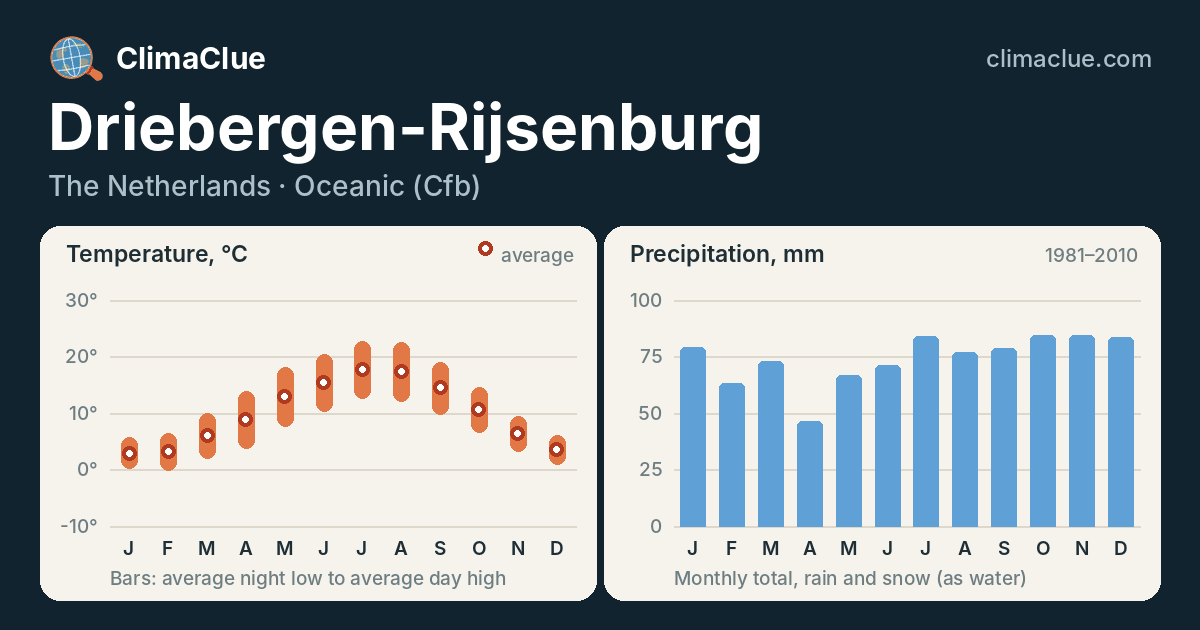 ClimaClue
climaclue.com
Driebergen-Rijsenburg
The Netherlands · Oceanic (Cfb)
Temperature, °C
average
30°
20°
10°
0°
-10°
J F M A M J J A S O N D
Bars: average night low to average day high
Precipitation, mm
1981–2010
100
75
50
25
0
J F M A M J J A S O N D
Monthly total, rain and snow (as water)